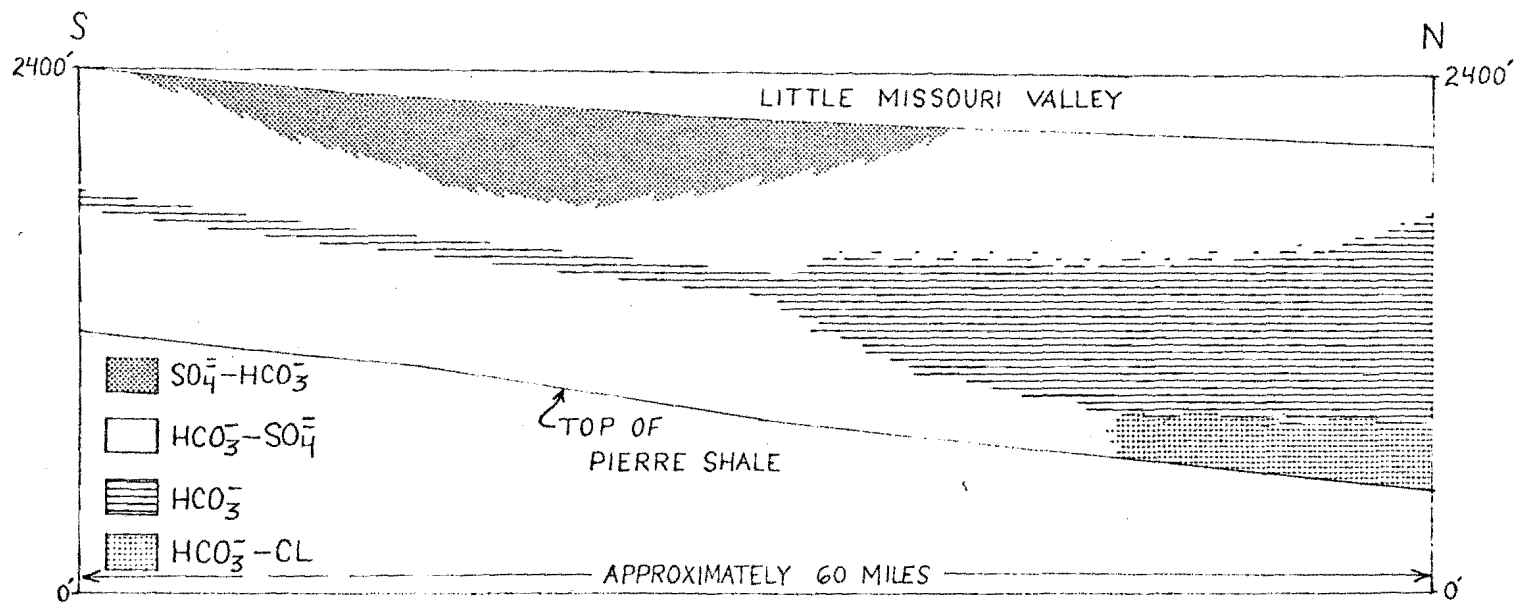 S
N
2400′
2400′
LITTLE MISSOURI VALLEY
SO₄⁼-HCO₃⁻
HCO₃⁻-SO₄⁼
TOP OF
PIERRE SHALE
HCO₃⁻
HCO₃⁻-CL
APPROXIMATELY 60 MILES
0′
0′